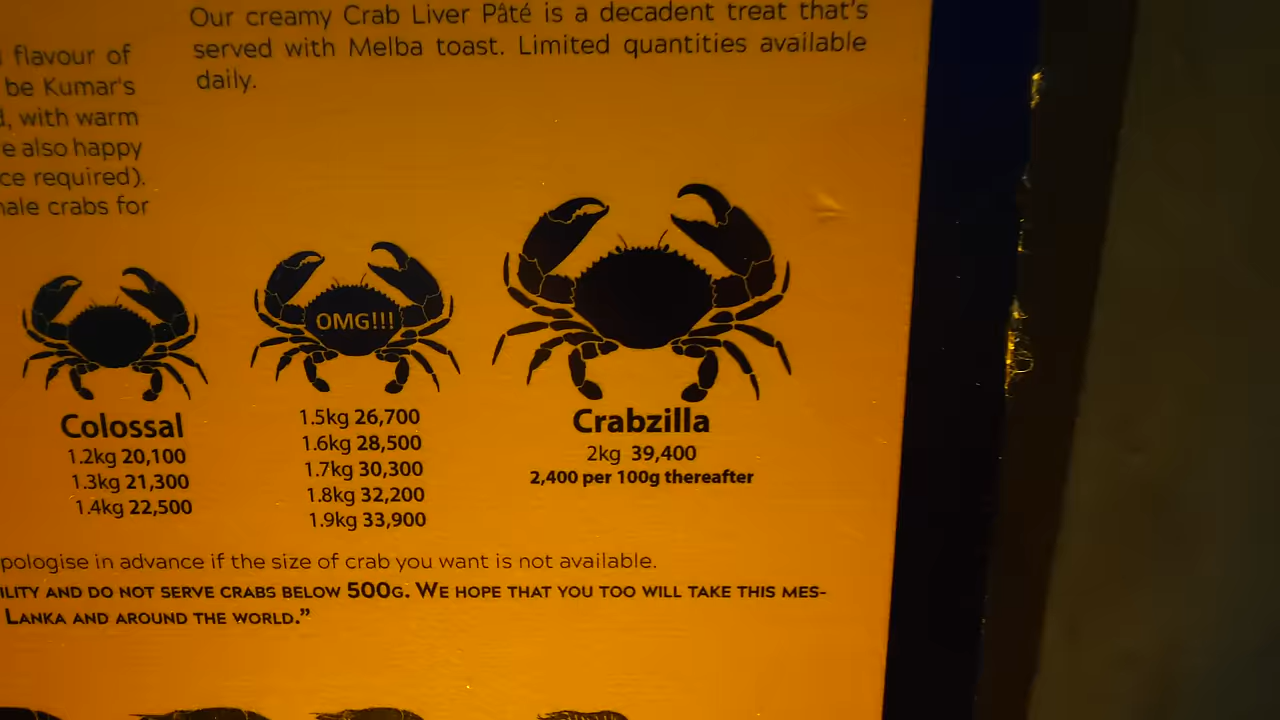 Our creamy Crab Liver Pâté is a decadent treat that's
served with Melba toast. Limited quantities available
daily.
flavour of
be Kumar's
, with warm
e also happy
ce required).
ale crabs for
Colossal
1.2kg 20,100
1.3kg 21,300
1.4kg 22,500
OMG!!!
1.5kg 26,700
1.6kg 28,500
1.7kg 30,300
1.8kg 32,200
1.9kg 33,900
Crabzilla
2kg 39,400
2,400 per 100g thereafter
pologise in advance if the size of crab you want is not available.
ILITY AND DO NOT SERVE CRABS BELOW 500G. WE HOPE THAT YOU TOO WILL TAKE THIS MES-
LANKA AND AROUND THE WORLD.”